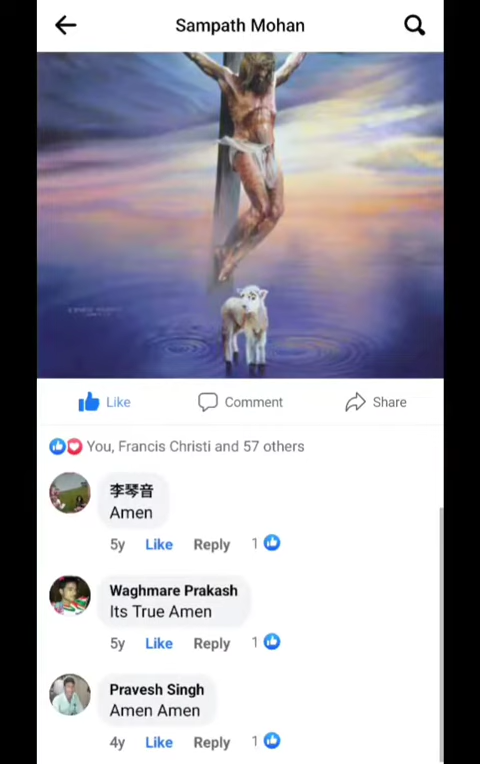 Sampath Mohan
Like
Comment
Share
You, Francis Christi and 57 others
李琴音
Amen
5y Like Reply 1
Waghmare Prakash
Its True Amen
5y Like Reply 1
Pravesh Singh
Amen Amen
4y Like Reply 1